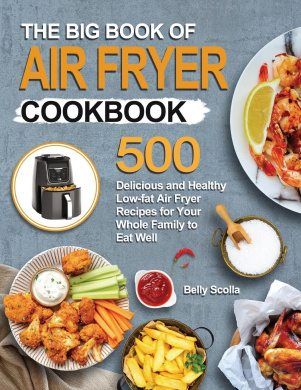 THE BIG BOOK OF
AIR FRYER
COOKBOOK
500
Delicious and Healthy
Low-fat Air Fryer
Recipes for Your
Whole Family to
Eat Well
Belly Scolla